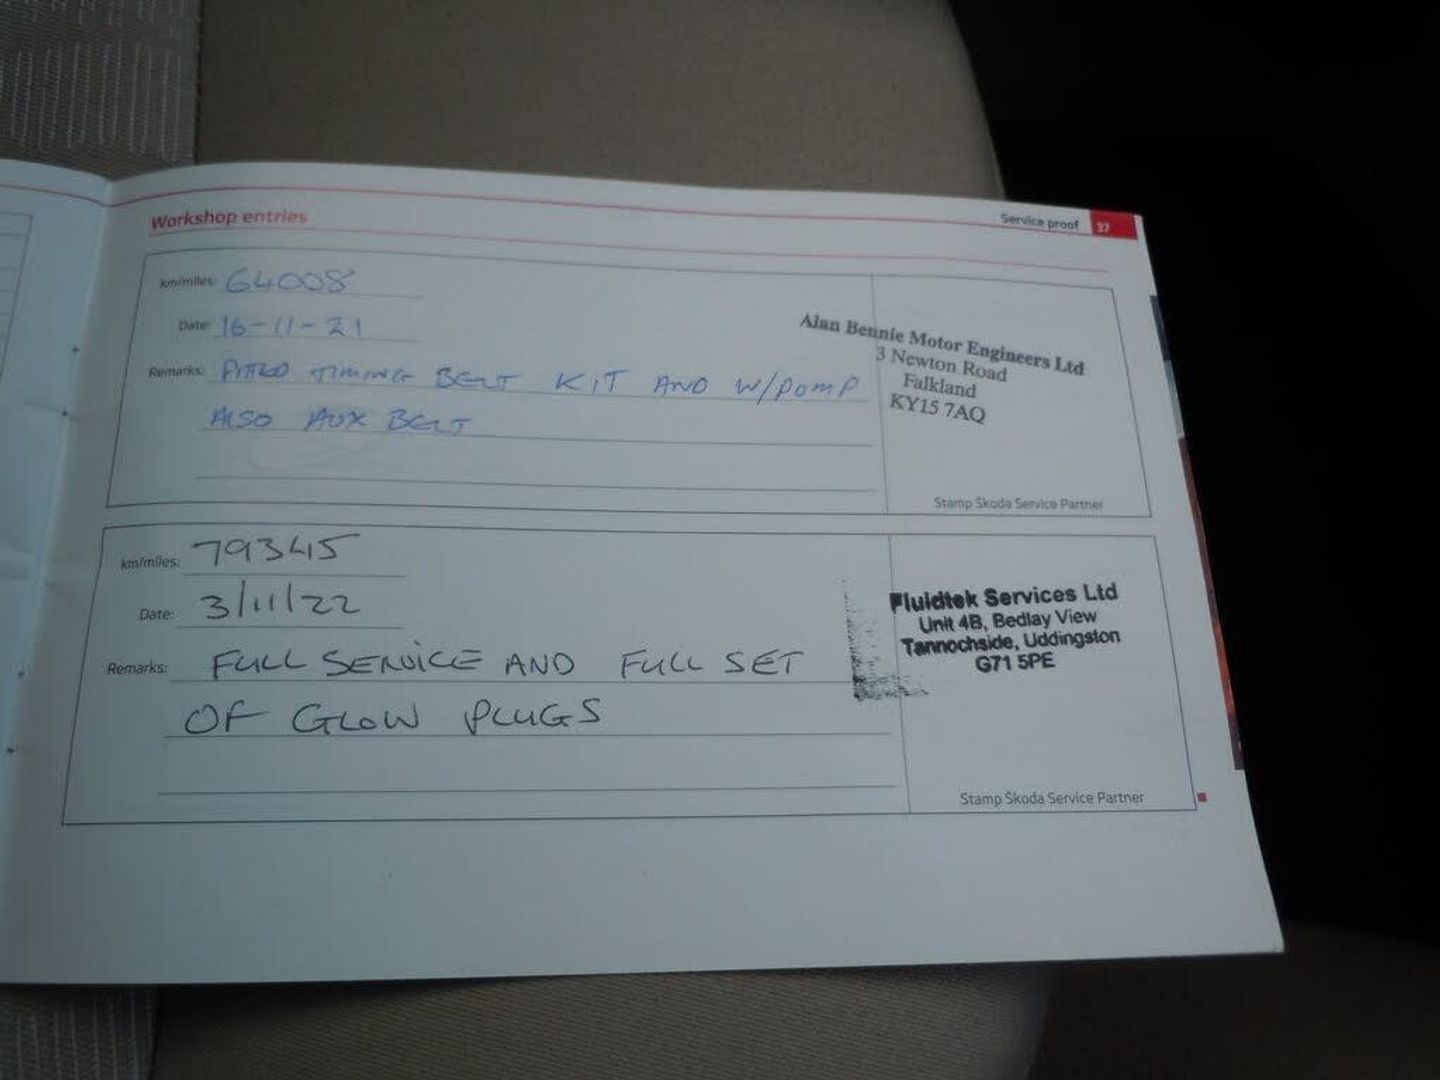 Workshop entries
Service proof 37
km/miles: 64008
Date: 16-11-21
Remarks: FITTED TIMING BELT KIT AND W/PUMP
ALSO AUX BELT
Alan Bennie Motor Engineers Ltd
3 Newton Road
Falkland
KY15 7AQ
Stamp Škoda Service Partner
km/miles: 79345
Date: 3/11/22
Remarks: FULL SERVICE AND FULL SET
OF GLOW PLUGS
Fluidtek Services Ltd
Unit 4B, Bedlay View
Tannochside, Uddingston
G71 5PE
Stamp Škoda Service Partner